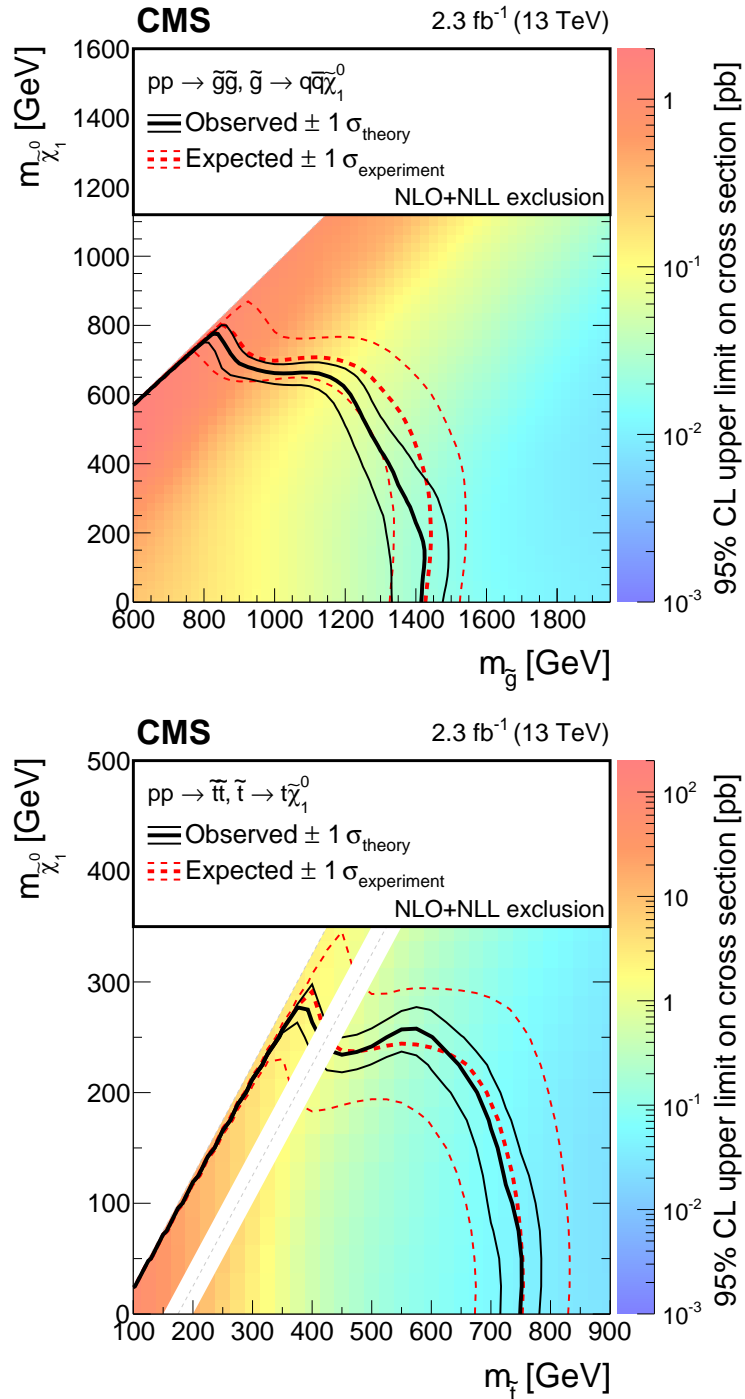 CMS 2.3 fb⁻¹ (13 TeV)
pp → g̃g̃, g̃ → qq̄χ̃₁⁰
Observed ± 1 σ_theory
Expected ± 1 σ_experiment
NLO+NLL exclusion
m_χ̃₁⁰ [GeV]
1600
1400
1200
1000
800
600
400
200
0
600 800 1000 1200 1400 1600 1800
m_g̃ [GeV]
1
10⁻¹
10⁻²
10⁻³
95% CL upper limit on cross section [pb]
CMS 2.3 fb⁻¹ (13 TeV)
pp → t̃t̃̄, t̃ → tχ̃₁⁰
Observed ± 1 σ_theory
Expected ± 1 σ_experiment
NLO+NLL exclusion
m_χ̃₁⁰ [GeV]
500
400
300
200
100
0
100 200 300 400 500 600 700 800 900
m_t̃ [GeV]
10²
10
1
10⁻¹
10⁻²
10⁻³
95% CL upper limit on cross section [pb]